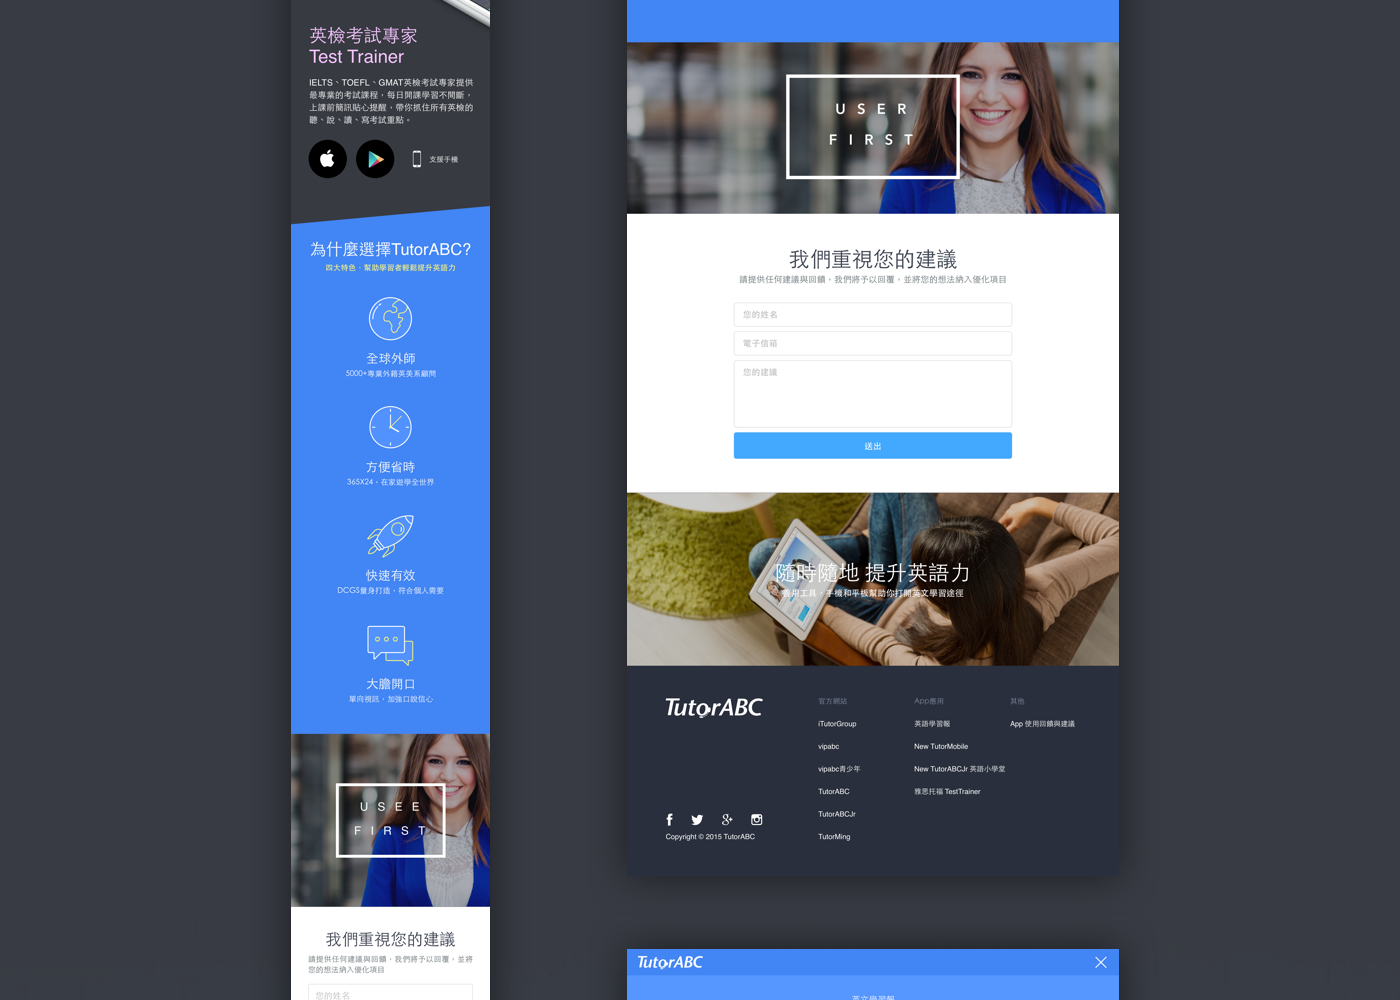 英檢考試專家
Test Trainer
IELTS、TOEFL、GMAT英檢考試專家提供
最專業的考試課程，每日開課學習不間斷，
上課前簡訊貼心提醒，帶你抓住所有英檢的
聽、說、讀、寫考試重點。
支援手機
為什麼選擇TutorABC?
四大特色，幫助學習者輕鬆提升英語力
全球外師
5000+專業外籍英美系顧問
方便省時
365X24，在家遊學全世界
快速有效
DCGS量身打造，符合個人需要
大膽開口
單向視訊，加強口說信心
USEE
FIRST
我們重視您的建議
請提供任何建議與回饋，我們將予以回覆，並將
您的想法納入優化項目
您的姓名
USER
FIRST
我們重視您的建議
請提供任何建議與回饋，我們將予以回覆，並將您的想法納入優化項目
您的姓名
電子信箱
您的建議
送出
隨時隨地 提升英語力
善用工具，手機和平板幫助你打開英文學習途徑
TutorABC
Copyright © 2015 TutorABC
官方網站
iTutorGroup
vipabc
vipabc青少年
TutorABC
TutorABCJr
TutorMing
App應用
英語學習報
New TutorMobile
New TutorABCJr 英語小學堂
雅思托福 TestTrainer
其他
App 使用回饋與建議
TutorABC
英文學習報